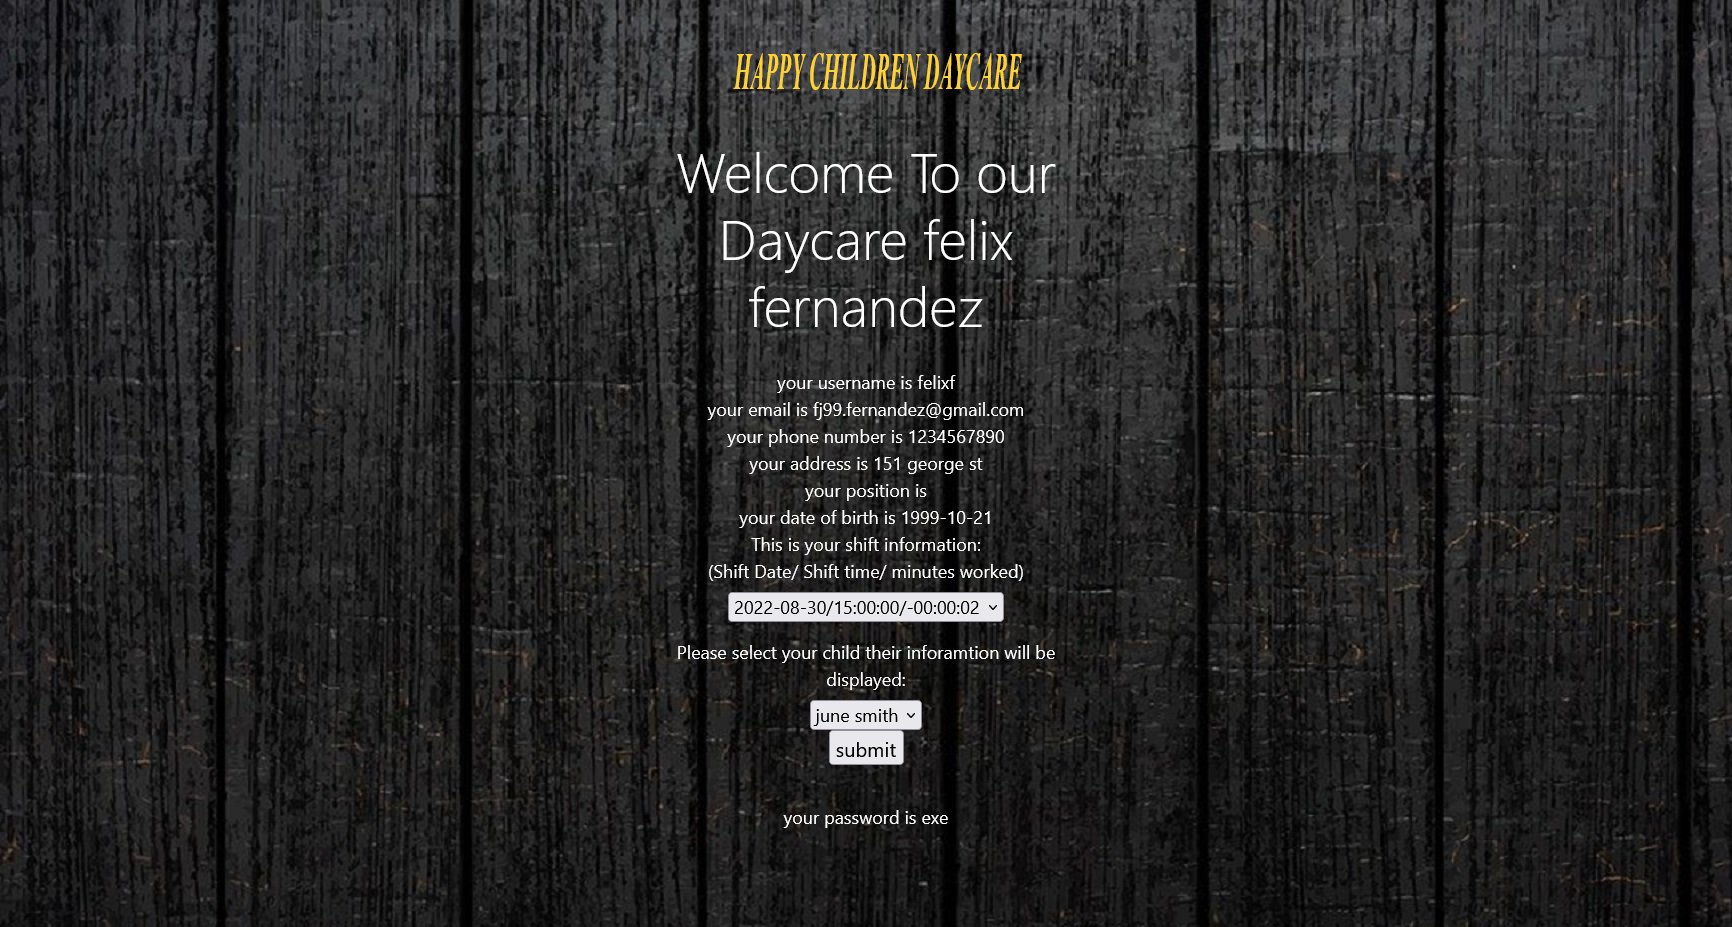 HAPPY CHILDREN DAYCARE
Welcome To our
Daycare felix
fernandez
your username is felixf
your email is fj99.fernandez@gmail.com
your phone number is 1234567890
your address is 151 george st
your position is
your date of birth is 1999-10-21
This is your shift information:
(Shift Date/ Shift time/ minutes worked)
2022-08-30/15:00:00/-00:00:02
Please select your child their inforamtion will be
displayed:
june smith
submit
your password is exe